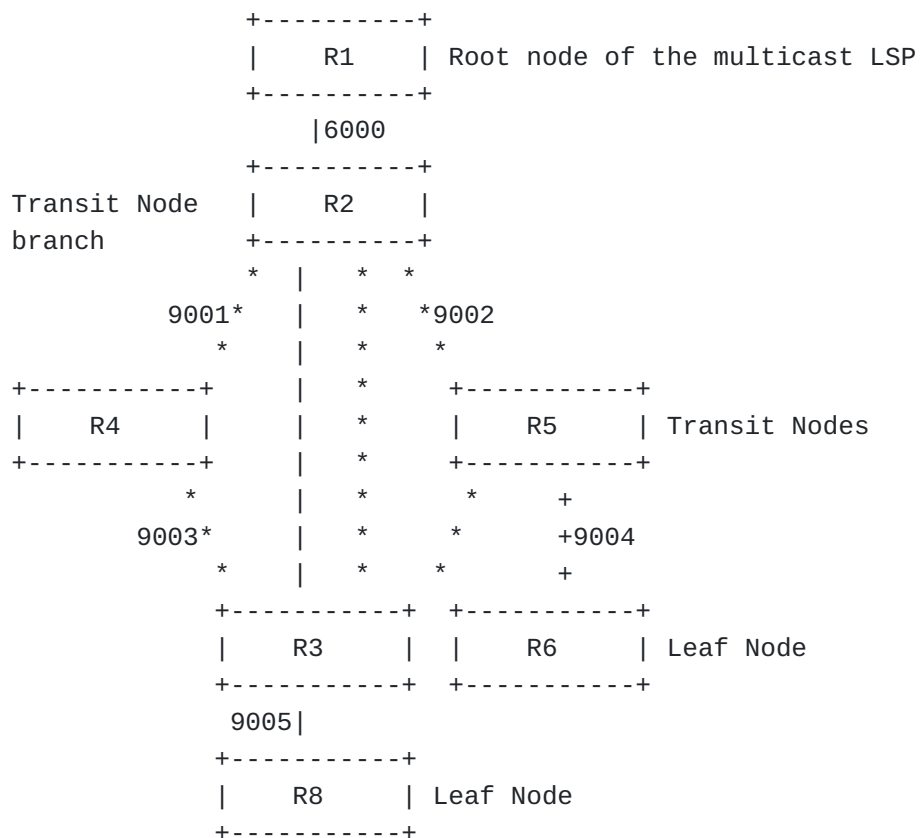 R1 Root node of the multicast LSP
6000
Transit Node R2
branch
9001 9002
R4 R5 Transit Nodes
9003 9004
R3 R6 Leaf Node
9005
R8 Leaf Node